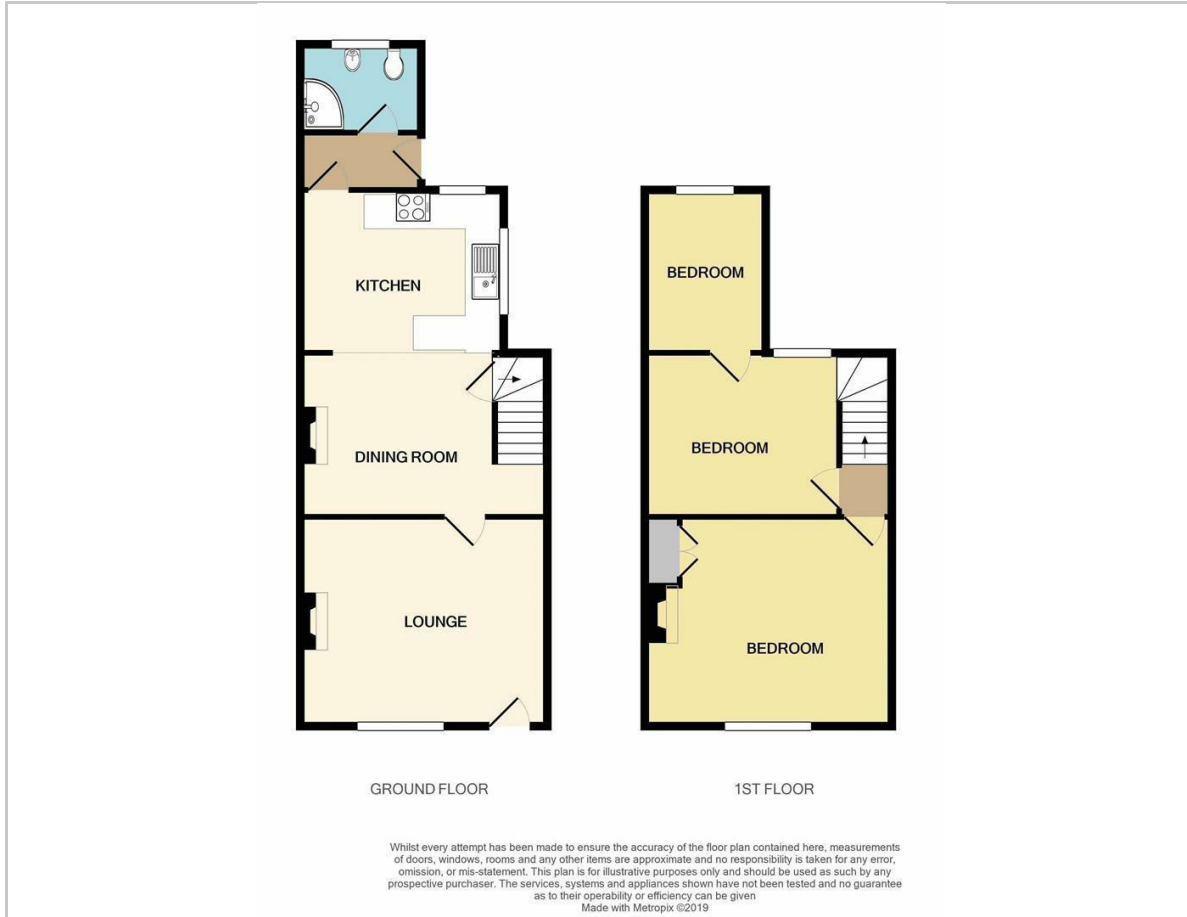 KITCHEN
DINING ROOM
LOUNGE
BEDROOM
BEDROOM
BEDROOM
GROUND FLOOR
1ST FLOOR
Whilst every attempt has been made to ensure the accuracy of the floor plan contained here, measurements
of doors, windows, rooms and any other items are approximate and no responsibility is taken for any error,
omission, or mis-statement. This plan is for illustrative purposes only and should be used as such by any
prospective purchaser. The services, systems and appliances shown have not been tested and no guarantee
as to their operability or efficiency can be given
Made with Metropix ©2019